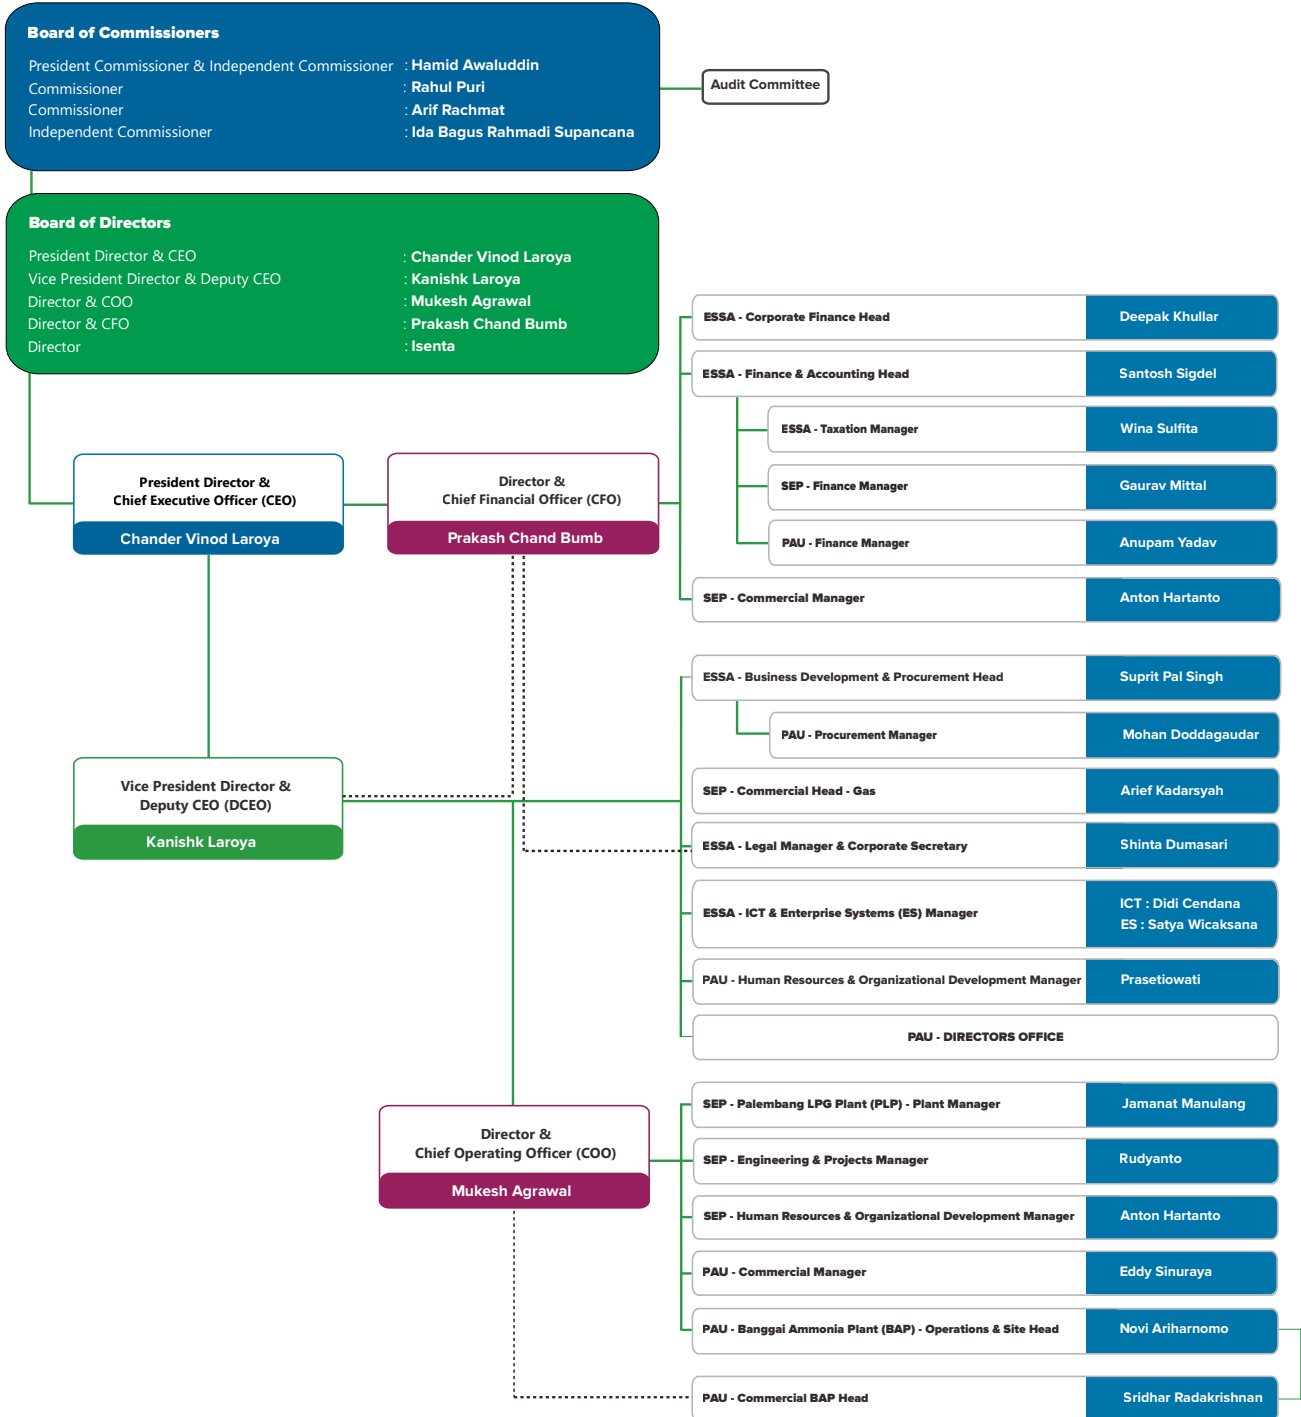 Board of Commissioners
President Commissioner & Independent Commissioner : Hamid Awaluddin
Commissioner : Rahul Puri
Commissioner : Arif Rachmat
Independent Commissioner : Ida Bagus Rahmadi Supancana
Audit Committee
Board of Directors
President Director & CEO : Chander Vinod Laroya
Vice President Director & Deputy CEO : Kanishk Laroya
Director & COO : Mukesh Agrawal
Director & CFO : Prakash Chand Bumb
Director : Isenta
President Director &
Chief Executive Officer (CEO)
Chander Vinod Laroya
Director &
Chief Financial Officer (CFO)
Prakash Chand Bumb
ESSA - Corporate Finance Head Deepak Khullar
ESSA - Finance & Accounting Head Santosh Sigdel
ESSA - Taxation Manager Wina Sulfita
SEP - Finance Manager Gaurav Mittal
PAU - Finance Manager Anupam Yadav
SEP - Commercial Manager Anton Hartanto
Vice President Director &
Deputy CEO (DCEO)
Kanishk Laroya
ESSA - Business Development & Procurement Head Suprit Pal Singh
PAU - Procurement Manager Mohan Doddagaudar
SEP - Commercial Head - Gas Arief Kadarsyah
ESSA - Legal Manager & Corporate Secretary Shinta Dumasari
ESSA - ICT & Enterprise Systems (ES) Manager
ICT : Didi Cendana
ES : Satya Wicaksana
PAU - Human Resources & Organizational Development Manager Prasetiowati
PAU - DIRECTORS OFFICE
Director &
Chief Operating Officer (COO)
Mukesh Agrawal
SEP - Palembang LPG Plant (PLP) - Plant Manager Jamanat Manulang
SEP - Engineering & Projects Manager Rudyanto
SEP - Human Resources & Organizational Development Manager Anton Hartanto
PAU - Commercial Manager Eddy Sinuraya
PAU - Banggai Ammonia Plant (BAP) - Operations & Site Head Novi Ariharnomo
PAU - Commercial BAP Head Sridhar Radakrishnan